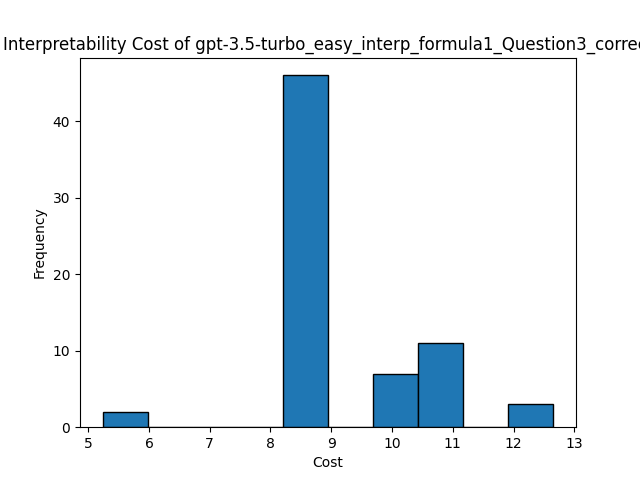 Interpretability Cost of gpt-3.5-turbo_easy_interp_formula1_Question3_corre
Frequency
40
30
20
10
0
5 6 7 8 9 10 11 12 13
Cost